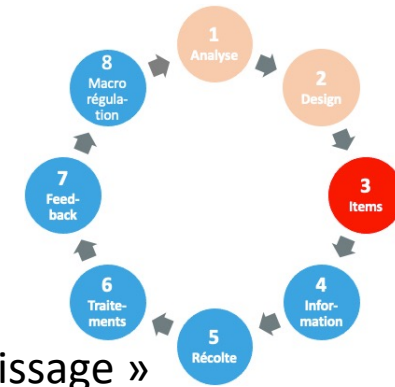 1
Analyse
2
Design
3
Items
4
Infor-
mation
5
Récolte
6
Traite-
ments
7
Feed-
back
8
Macro
régula-
tion
issage »